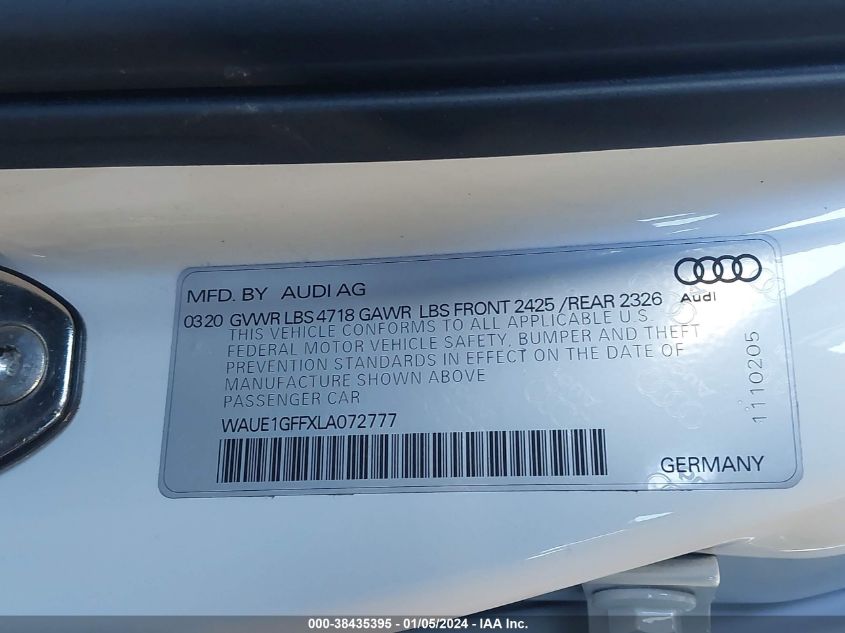 MFD. BY AUDI AG
Audi
0320 GVWR LBS 4718 GAWR LBS FRONT 2425 /REAR 2326
THIS VEHICLE CONFORMS TO ALL APPLICABLE U.S.
FEDERAL MOTOR VEHICLE SAFETY, BUMPER AND THEFT
PREVENTION STANDARDS IN EFFECT ON THE DATE OF
MANUFACTURE SHOWN ABOVE
PASSENGER CAR
WAUE1GFFXLA072777
1110205
GERMANY
000-38435395 - 01/05/2024 - IAA Inc.